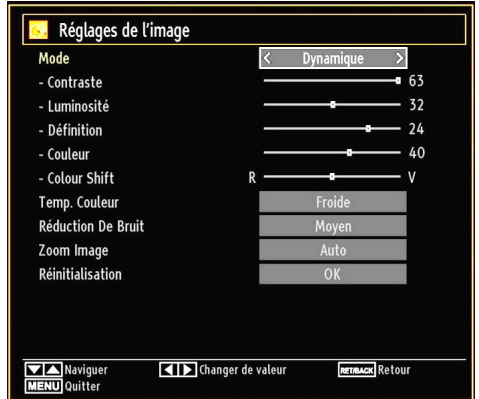 Réglages de l'image
Mode < Dynamique >
- Contraste 63
- Luminosité 32
- Définition 24
- Couleur 40
- Colour Shift R V
Temp. Couleur Froide
Réduction De Bruit Moyen
Zoom Image Auto
Réinitialisation OK
Naviguer Changer de valeur RET/BACK Retour
MENU Quitter